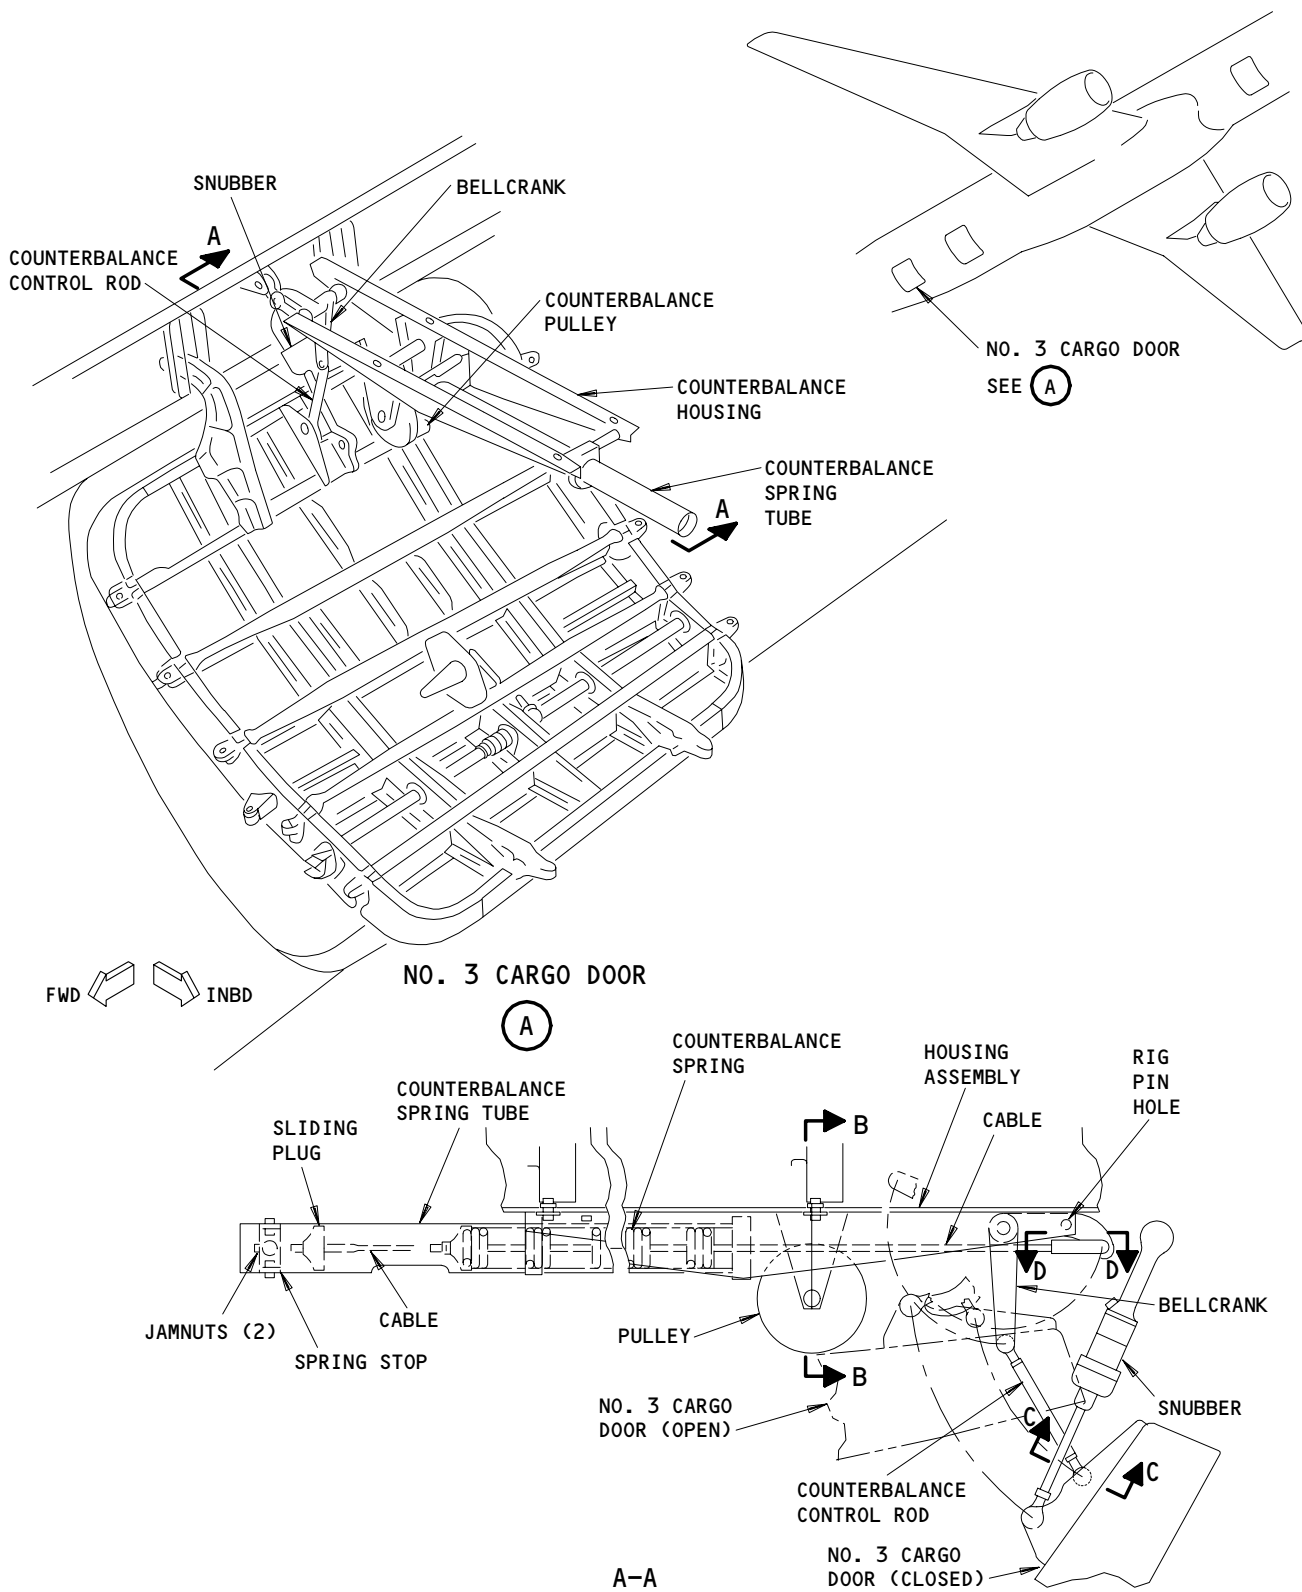 SNUBBER
BELLCRANK
A
COUNTERBALANCE
CONTROL ROD
COUNTERBALANCE
PULLEY
NO. 3 CARGO DOOR
SEE A
COUNTERBALANCE
HOUSING
COUNTERBALANCE
SPRING
TUBE
A
FWD
INBD
NO. 3 CARGO DOOR
A
COUNTERBALANCE
SPRING
HOUSING
ASSEMBLY
RIG
PIN
HOLE
COUNTERBALANCE
SPRING TUBE
CABLE
SLIDING
PLUG
B
D
D
BELLCRANK
JAMNUTS (2)
CABLE
PULLEY
SPRING STOP
B
NO. 3 CARGO
DOOR (OPEN)
SNUBBER
C
C
COUNTERBALANCE
CONTROL ROD
NO. 3 CARGO
DOOR (CLOSED)
A-A